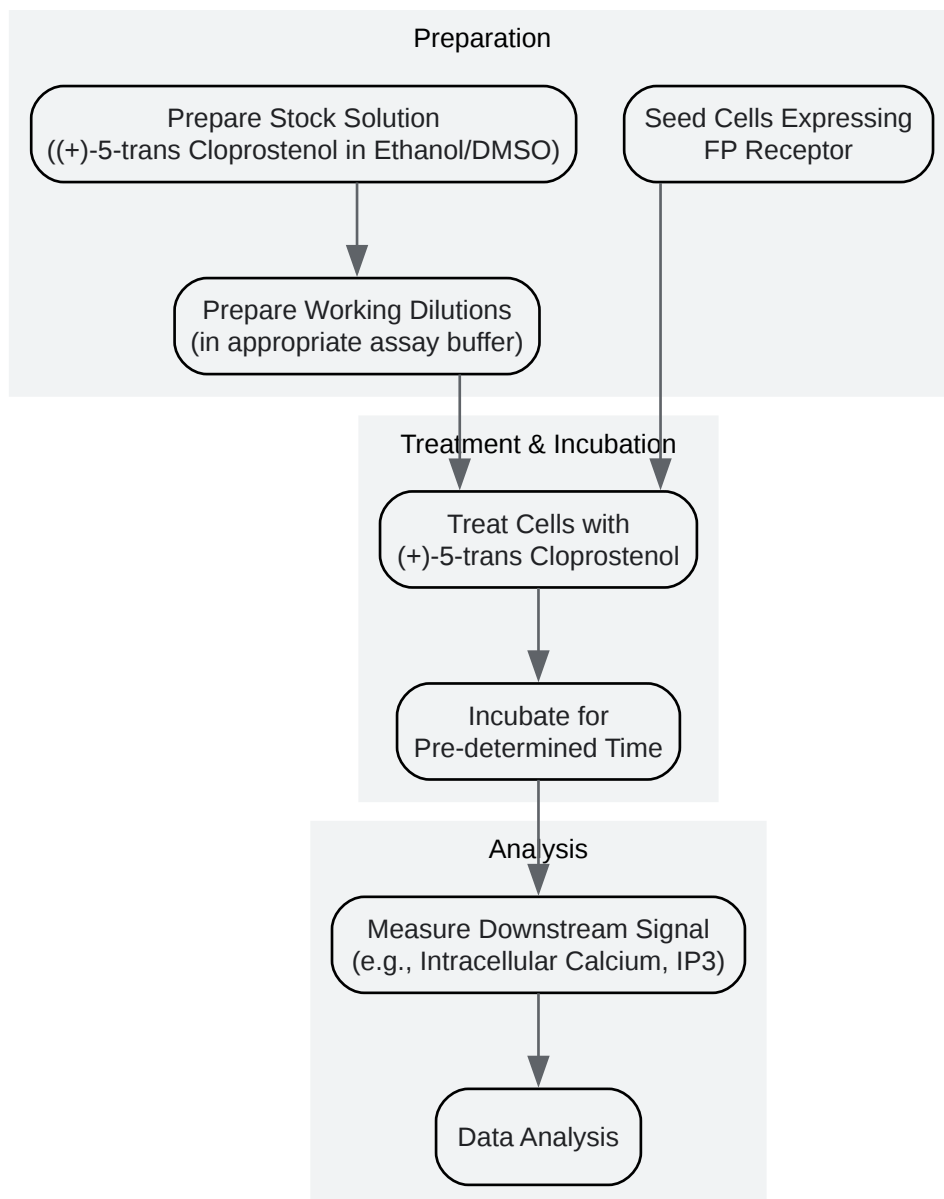 Preparation
Prepare Stock Solution
((+)-5-trans Cloprostenol in Ethanol/DMSO)
Seed Cells Expressing
FP Receptor
Prepare Working Dilutions
(in appropriate assay buffer)
Treatment & Incubation
Treat Cells with
(+)-5-trans Cloprostenol
Incubate for
Pre-determined Time
Analysis
Measure Downstream Signal
(e.g., Intracellular Calcium, IP3)
Data Analysis